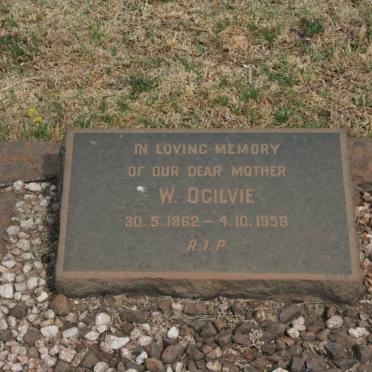 IN LOVING MEMORY
OF OUR DEAR MOTHER
W. OGILVIE
30. 5. 1862 — 4. 10. 1958
R. I. P.